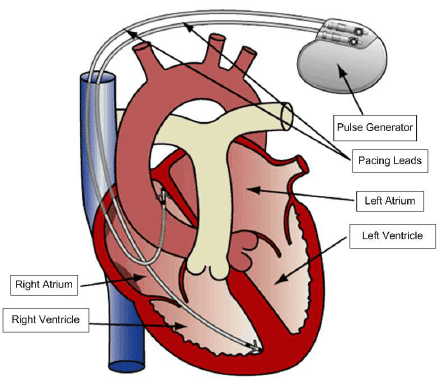 Pulse Generator
Pacing Leads
Left Atrium
Left Ventricle
Right Atrium
Right Ventricle